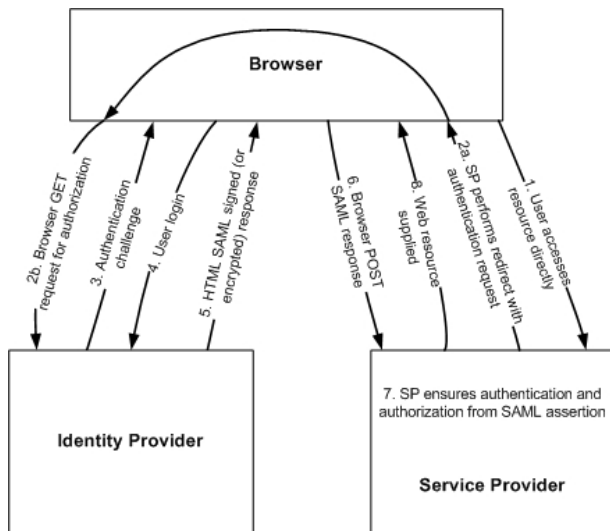 Browser
2b. Browser GET
request for authorization
3. Authentication
challenge
4. User login
5. HTML SAML signed (or
encrypted) response
6. Browser POST
SAML response
8. Web resource
supplied
2a. SP performs redirect with
authentication request
1. User accesses
resource directly
Identity Provider
7. SP ensures authentication and
authorization from SAML assertion
Service Provider